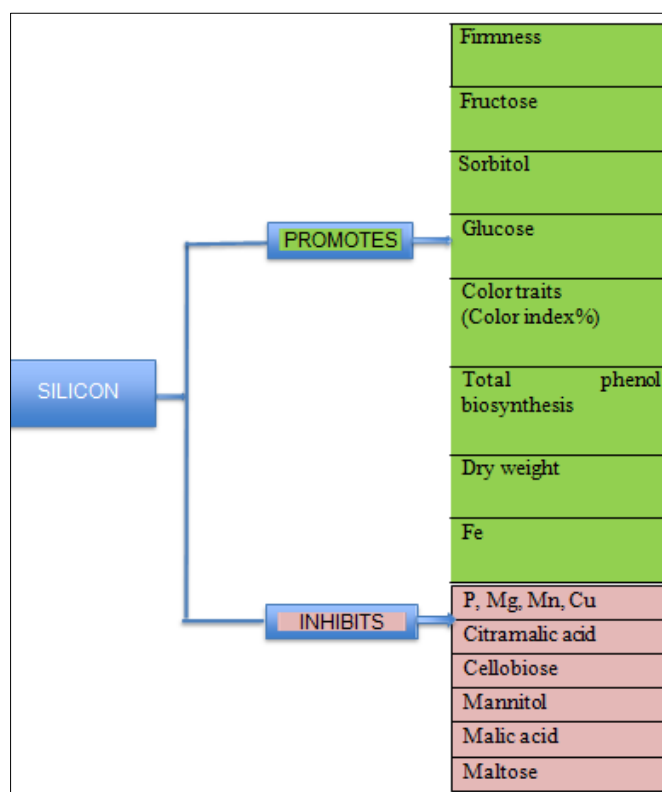 SILICON
PROMOTES
Firmness
Fructose
Sorbitol
Glucose
Color traits
(Color index%)
Total phenol
biosynthesis
Dry weight
Fe
INHIBITS
P, Mg, Mn, Cu
Citramalic acid
Cellobiose
Mannitol
Malic acid
Maltose